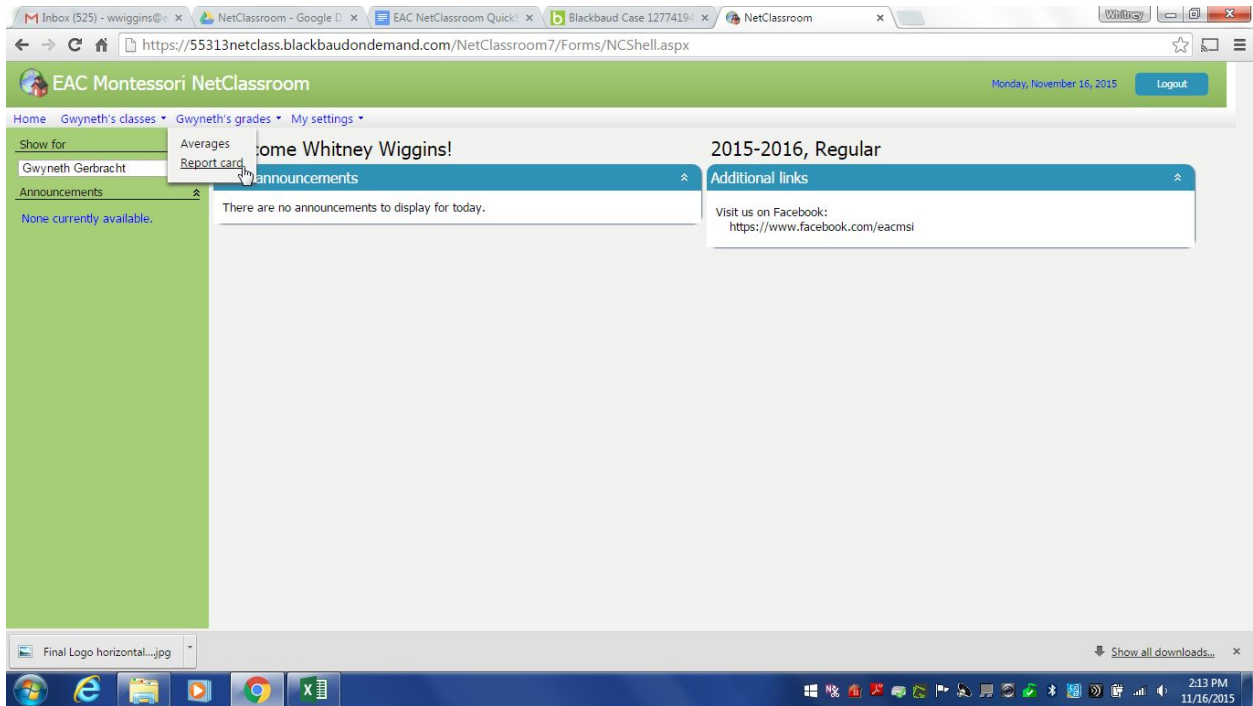 Inbox (525) - wwiggins@e
NetClassroom - Google D
EAC NetClassroom QuickS
Blackbaud Case 12774194
NetClassroom
Whitney
https://55313netclass.blackbaudondemand.com/NetClassroom7/Forms/NCShell.aspx
EAC Montessori NetClassroom
Monday, November 16, 2015
Logout
Home Gwyneth's classes Gwyneth's grades My settings
Show for
Gwyneth Gerbracht
Announcements
None currently available.
Averages
Report card
come Whitney Wiggins!
announcements
There are no announcements to display for today.
2015-2016, Regular
Additional links
Visit us on Facebook:
https://www.facebook.com/eacmsi
Final Logo horizontal....jpg
Show all downloads...
2:13 PM
11/16/2015